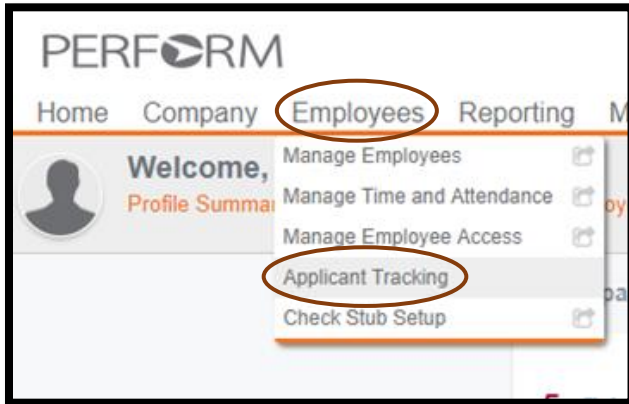 PERFORM
Home Company Employees Reporting
Welcome,
Profile
Manage Employees
Manage Time and Attendance
Manage Employee Access
Applicant Tracking
Check Stub Setup